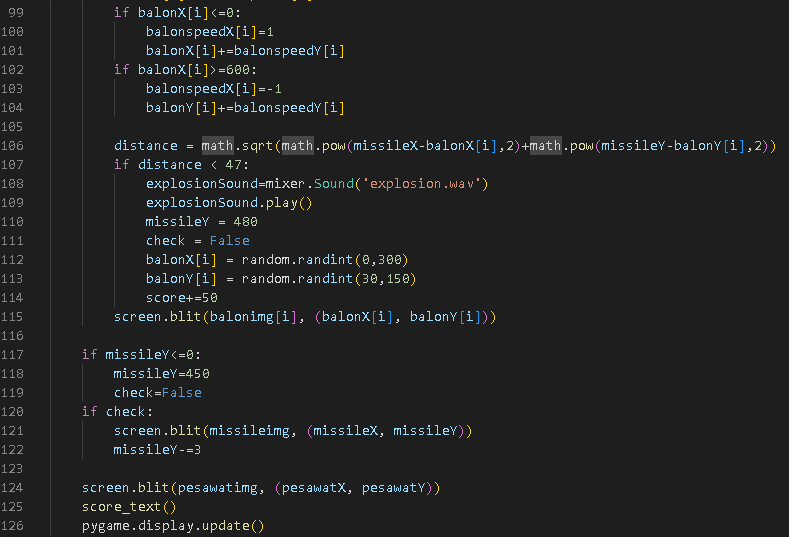 99 if balonX[i]<=0:
100 balonspeedX[i]=1
101 balonX[i]+=balonspeedX[i]
102 if balonX[i]>=600:
103 balonspeedX[i]=-1
104 balonY[i]+=balonspeedY[i]
105
106 distance = math.sqrt(math.pow(missileX-balonX[i],2)+math.pow(missileY-balonY[i],2))
107 if distance < 47:
108 explosionSound=mixer.Sound('explosion.wav')
109 explosionSound.play()
110 missileY = 480
111 check = False
112 balonX[i] = random.randint(0,300)
113 balonY[i] = random.randint(30,150)
114 score+=50
115 screen.blit(balonimg[i], (balonX[i], balonY[i]))
116
117 if missileY<=0:
118 missileY=450
119 check=False
120 if check:
121 screen.blit(missileimg, (missileX, missileY))
122 missileY-=3
123
124 screen.blit(pesawatimg, (pesawatX, pesawatY))
125 score_text()
126 pygame.display.update()